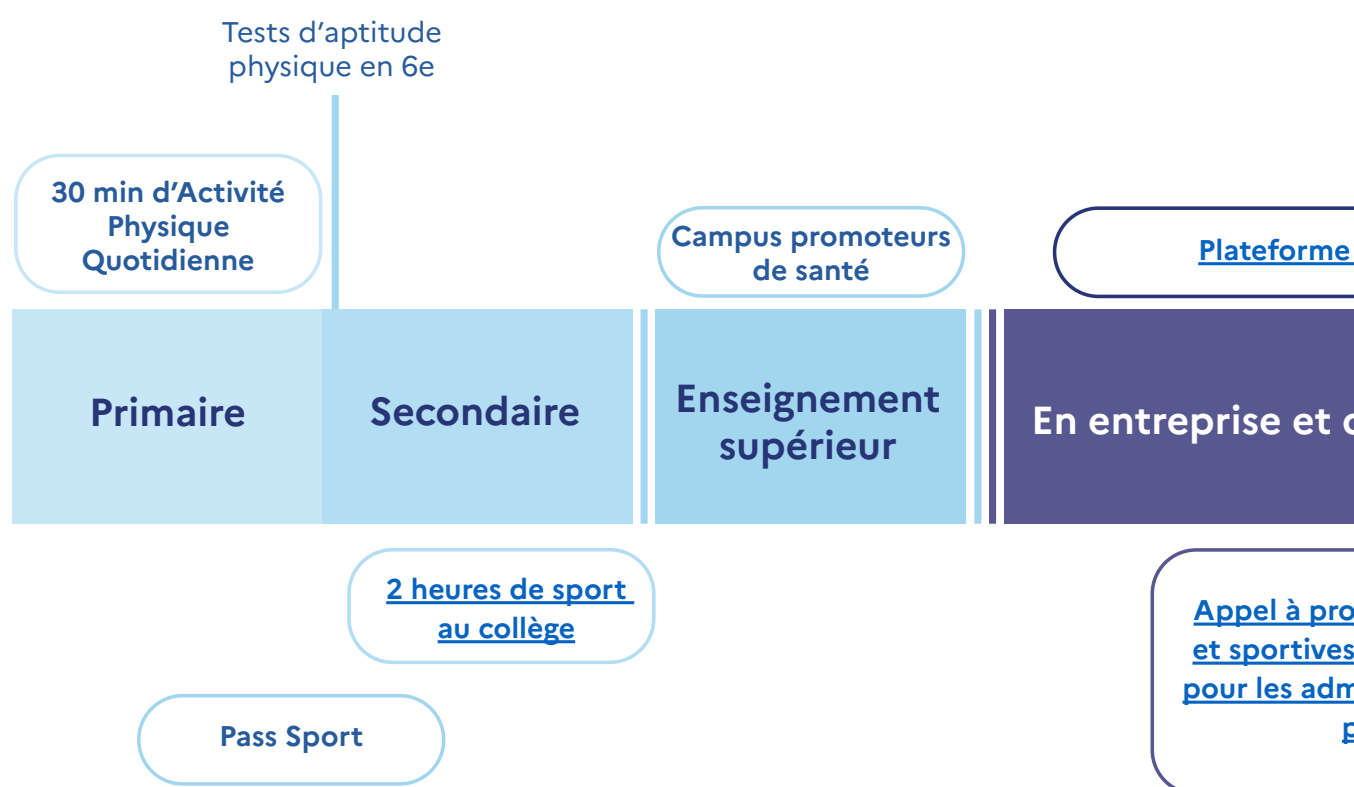 Tests d’aptitude
physique en 6e
30 min d’Activité
Physique
Quotidienne
Campus promoteurs
de santé
Plateforme
Primaire
Secondaire
Enseignement
supérieur
En entreprise et
2 heures de sport
au collège
Appel à
et sportives
pour les
Pass Sport